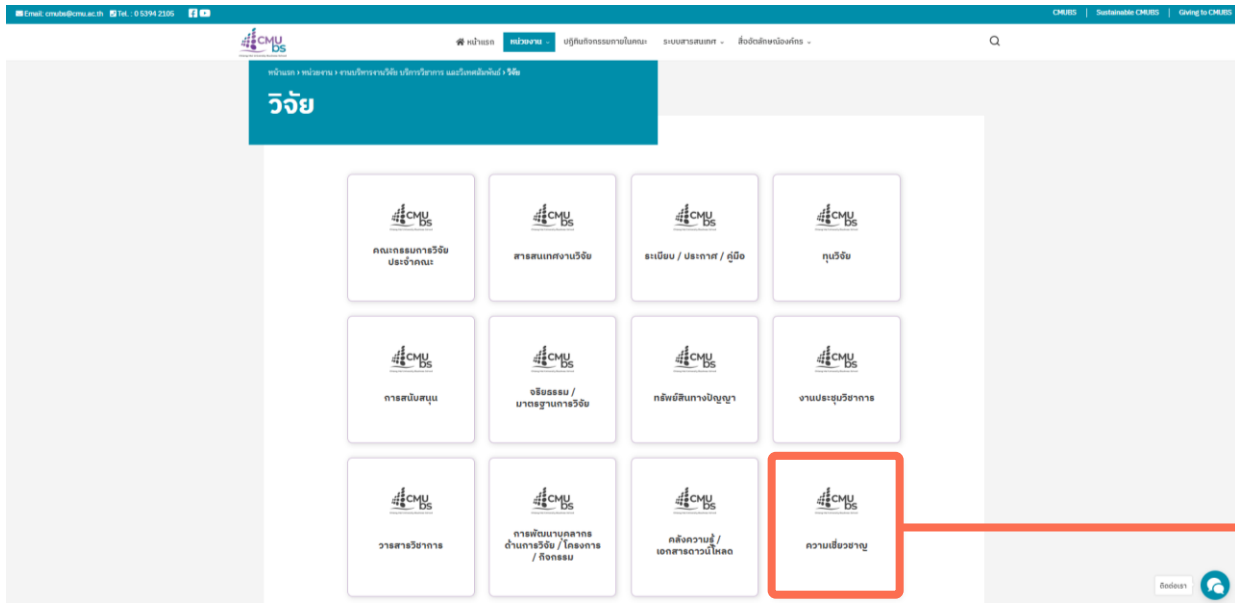 Email: cmubs@cmu.ac.th Tel. : 0 5394 2105
CMUBS | Sustainable CMUBS | Giving to CMUBS
CMU BS
หน้าแรก หน่วยงาน ปฏิทินกิจกรรมภายในคณะ ระบบสารสนเทศ สื่ออัตลักษณ์องค์กร
หน้าแรก › หน่วยงาน › งานบริหารงานวิจัย บริการวิชาการ และวิเทศสัมพันธ์ › วิจัย
วิจัย
CMU BS
คณะกรรมการวิจัย
ประจำคณะ
CMU BS
สารสนเทศงานวิจัย
CMU BS
ระเบียบ / ประกาศ / คู่มือ
CMU BS
ทุนวิจัย
CMU BS
การสนับสนุน
CMU BS
จริยธรรม /
มาตรฐานการวิจัย
CMU BS
ทรัพย์สินทางปัญญา
CMU BS
งานประชุมวิชาการ
CMU BS
วารสารวิชาการ
CMU BS
การพัฒนาบุคลากร
ด้านการวิจัย / โครงการ
/ กิจกรรม
CMU BS
คลังความรู้ /
เอกสารดาวน์โหลด
CMU BS
ความเชี่ยวชาญ
ติดต่อเรา